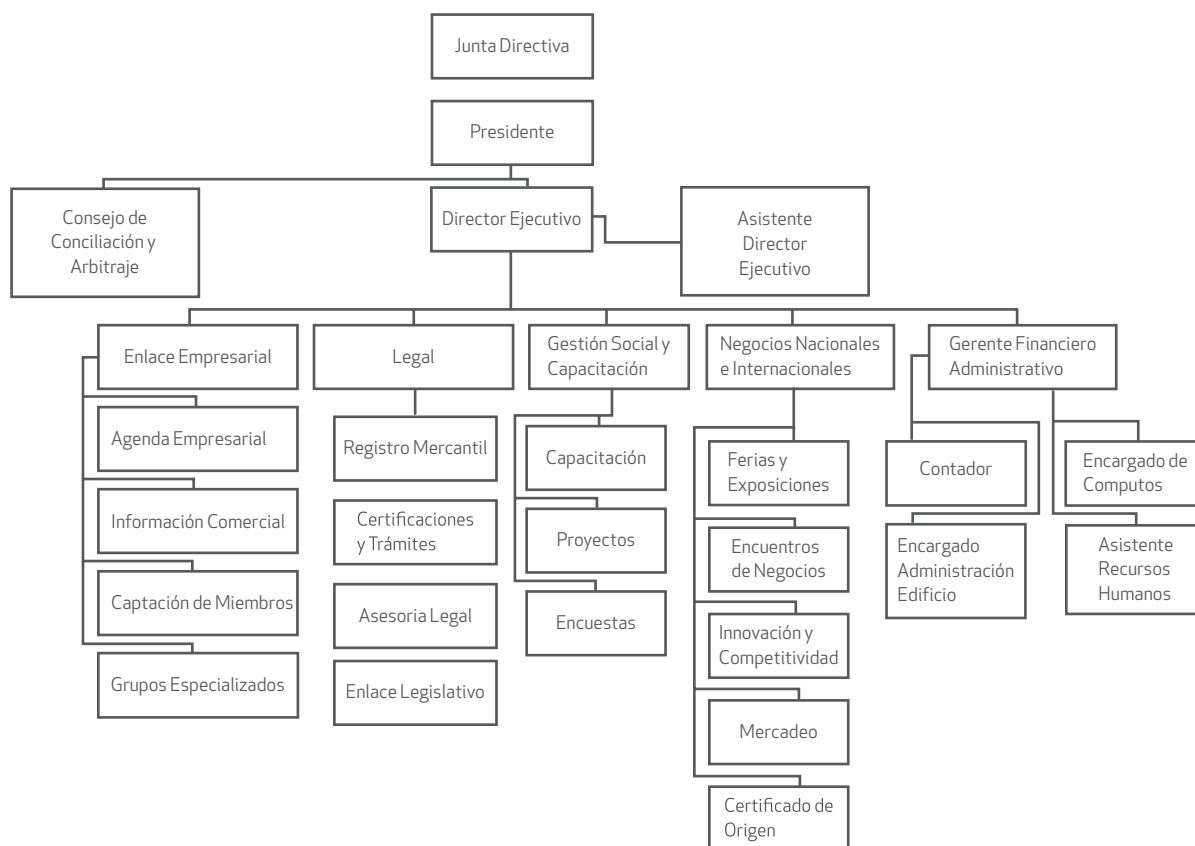 Junta Directiva
Presidente
Consejo de
Conciliación y
Arbitraje
Director Ejecutivo
Asistente
Director
Ejecutivo
Enlace Empresarial
Legal
Gestión Social y
Capacitación
Negocios Nacionales
e Internacionales
Gerente Financiero
Administrativo
Agenda Empresarial
Información Comercial
Captación de Miembros
Grupos Especializados
Registro Mercantil
Certificaciones
y Trámites
Asesoria Legal
Enlace Legislativo
Capacitación
Proyectos
Encuestas
Ferias y
Exposiciones
Encuentros
de Negocios
Innovación y
Competitividad
Mercadeo
Certificado de
Origen
Contador
Encargado
Administración
Edificio
Encargado de
Computos
Asistente
Recursos
Humanos